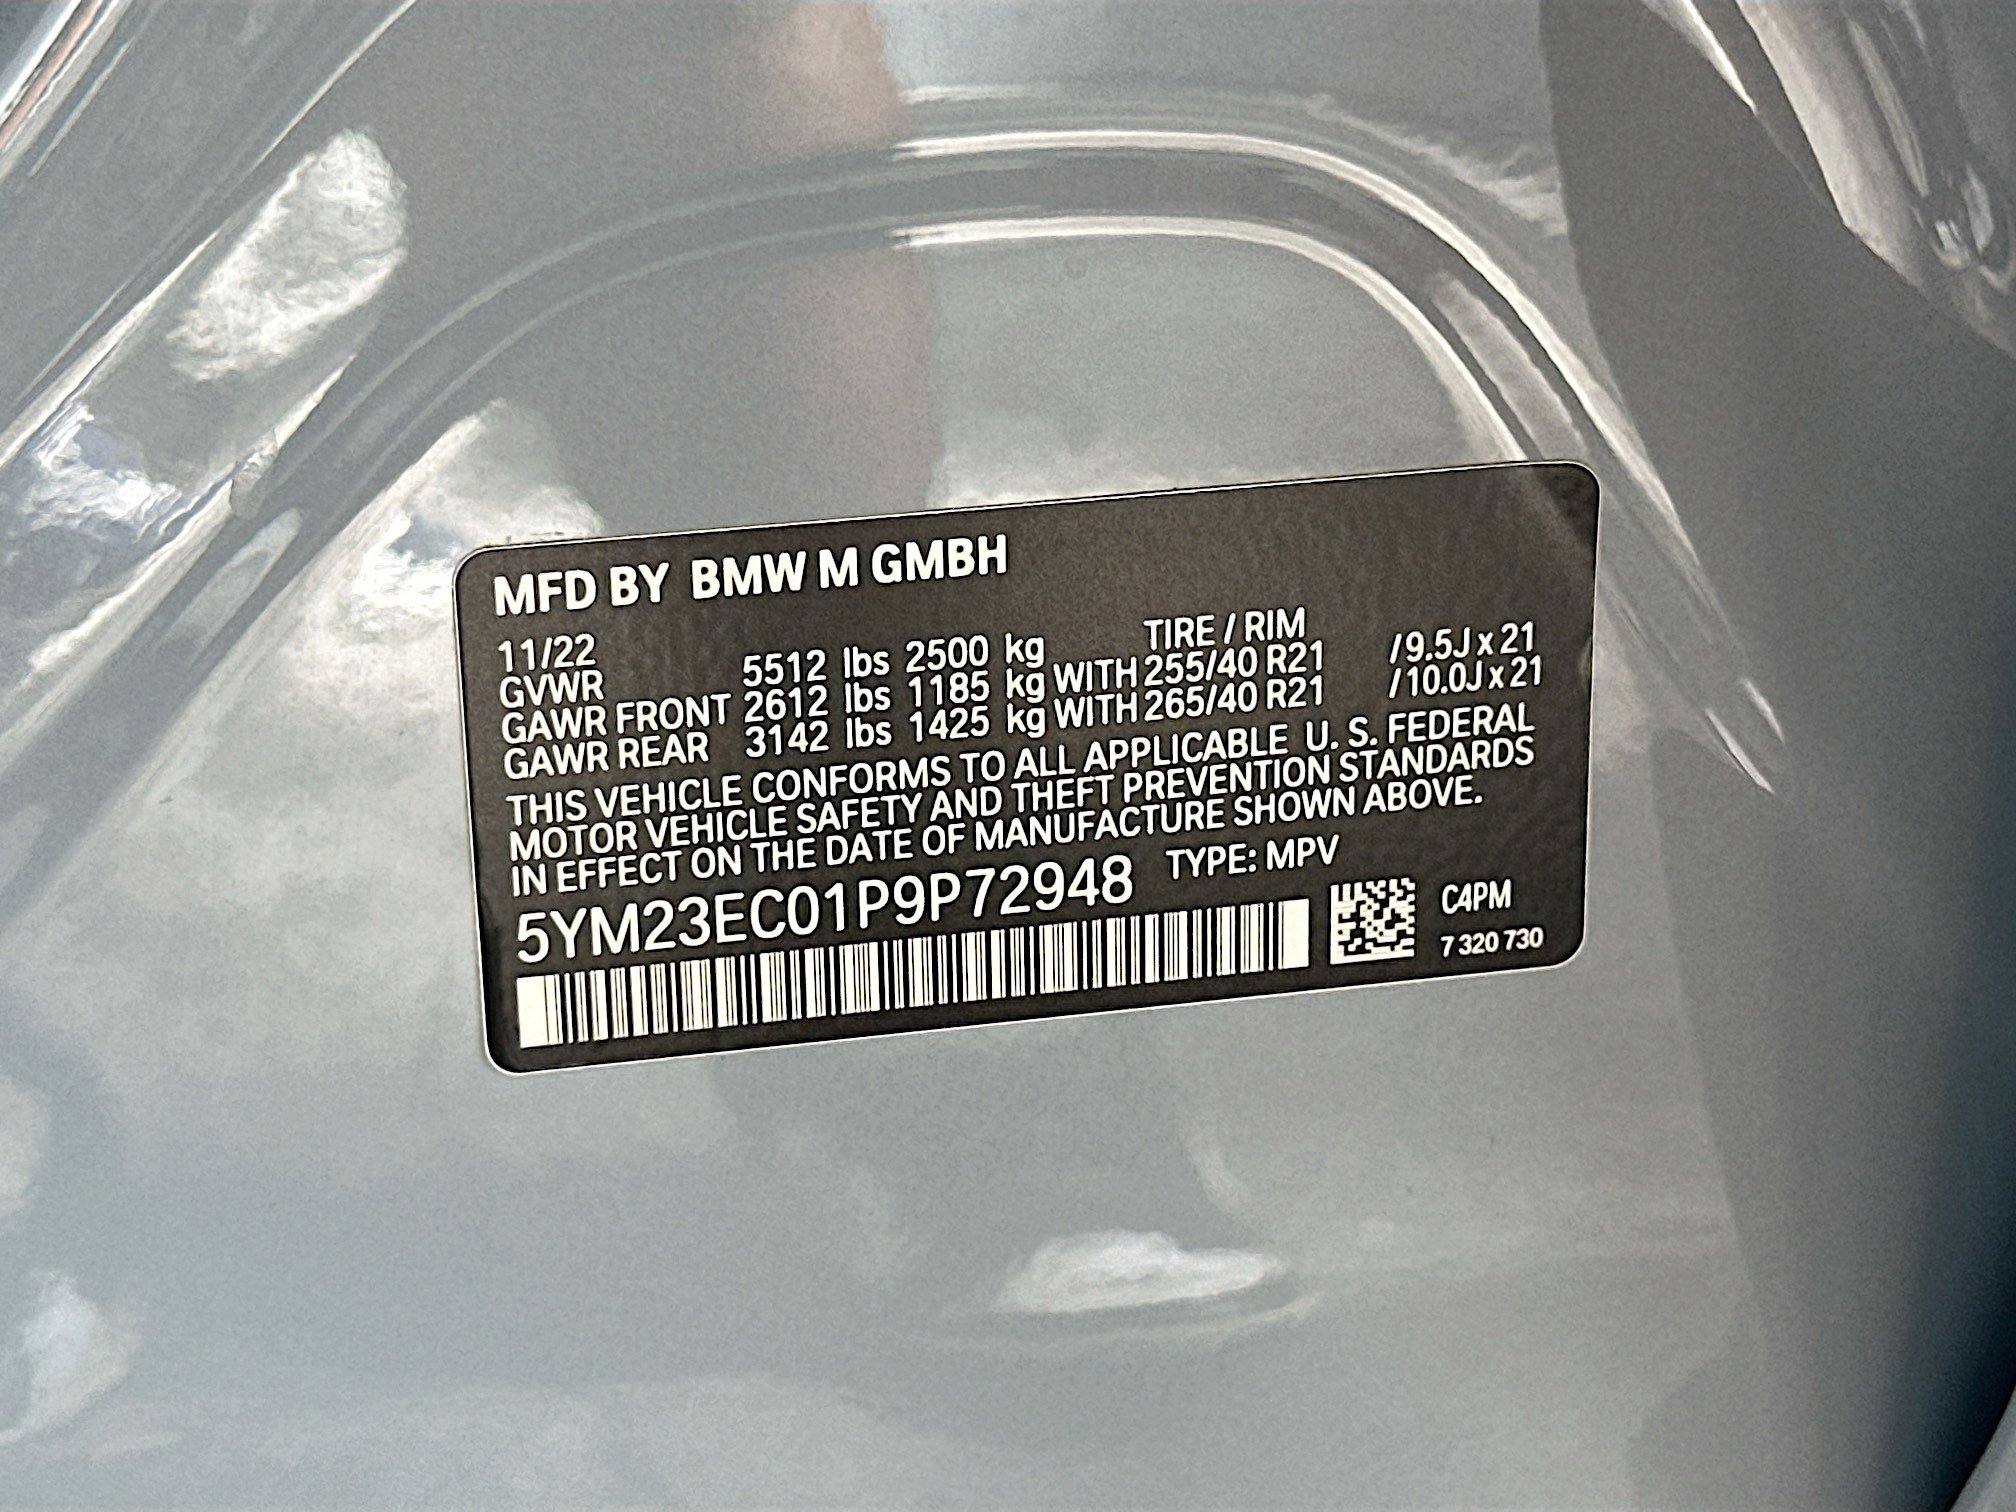 MFD BY BMW M GMBH
11/22 TIRE / RIM
GVWR 5512 lbs 2500 kg
GAWR FRONT 2612 lbs 1185 kg WITH 255/40 R21 /9.5J x 21
GAWR REAR 3142 lbs 1425 kg WITH 265/40 R21 /10.0J x 21
THIS VEHICLE CONFORMS TO ALL APPLICABLE U. S. FEDERAL
MOTOR VEHICLE SAFETY AND THEFT PREVENTION STANDARDS
IN EFFECT ON THE DATE OF MANUFACTURE SHOWN ABOVE.
5YM23EC01P9P72948 TYPE: MPV
C4PM
7 320 730